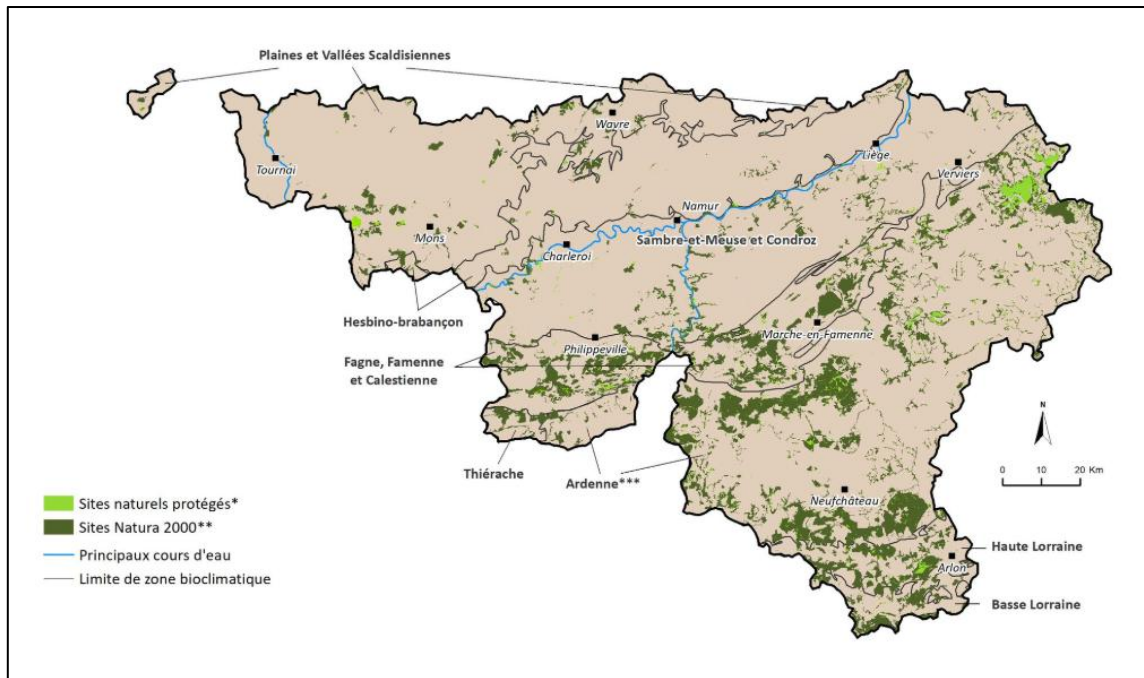 Plaines et Vallées Scaldisiennes
Wavre
Tournai
Liège
Verviers
Namur
Mons
Sambre-et-Meuse et Condroz
Charleroi
Hesbino-brabançon
Marche-en-Famenne
Philippeville
Fagne, Famenne
et Calestienne
N
Thiérache
Ardenne***
0 10 20 Km
Neufchâteau
Sites naturels protégés*
Sites Natura 2000**
Principaux cours d'eau
Limite de zone bioclimatique
Haute Lorraine
Arlon
Basse Lorraine